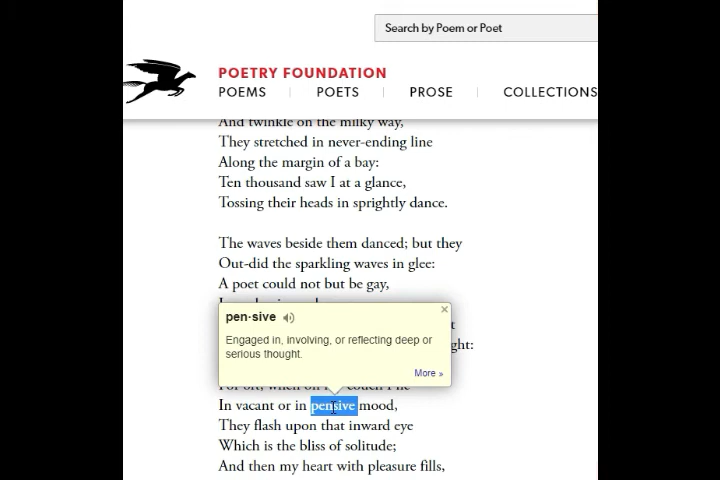 Search by Poem or Poet
POETRY FOUNDATION
POEMS | POETS | PROSE | COLLECTIONS
And twinkle on the milky way,
They stretched in never-ending line
Along the margin of a bay:
Ten thousand saw I at a glance,
Tossing their heads in sprightly dance.
The waves beside them danced; but they
Out-did the sparkling waves in glee:
A poet could not but be gay,
pen·sive
Engaged in, involving, or reflecting deep or
serious thought.
More »
ght:
In vacant or in pensive mood,
They flash upon that inward eye
Which is the bliss of solitude;
And then my heart with pleasure fills,